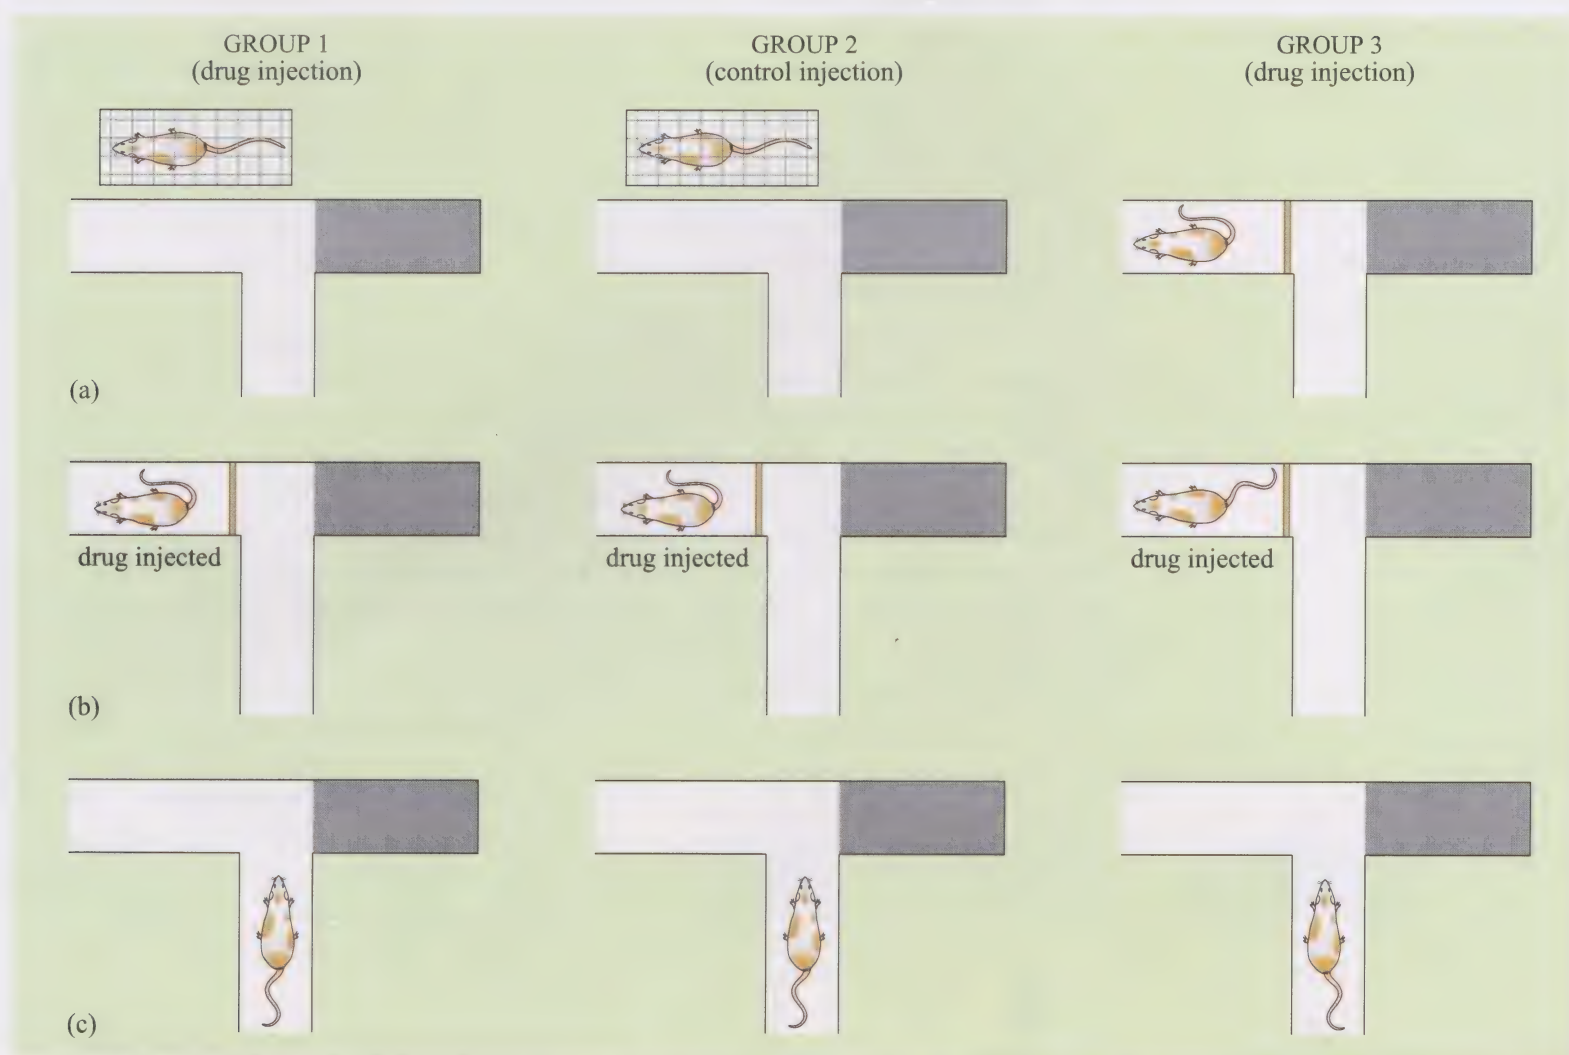 GROUP 1
(drug injection)
GROUP 2
(control injection)
GROUP 3
(drug injection)
(a)
drug injected
drug injected
drug injected
(b)
(c)